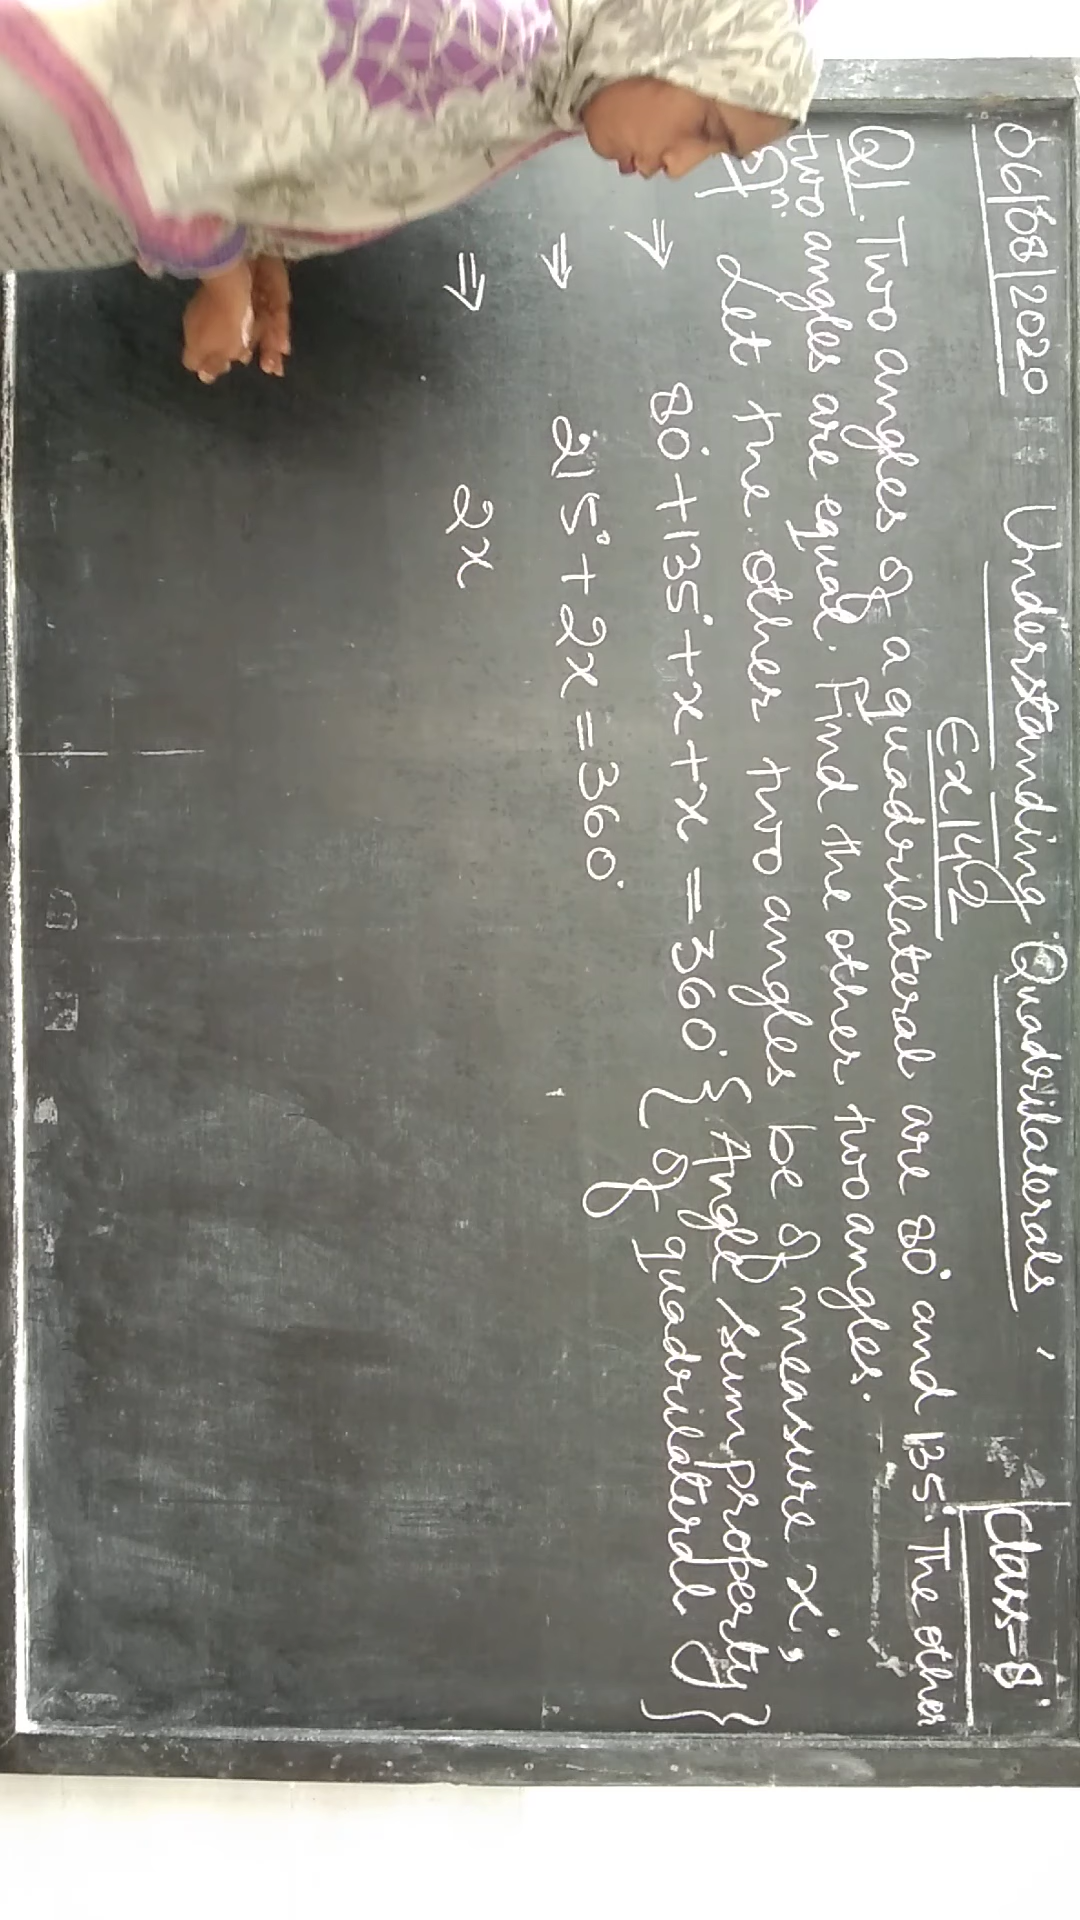 06/08/2020 Understanding Quadrilaterals Class-8
Ex 14.2
Q1. Two angles of a quadrilateral are 80° and 135°. The other
two angles are equal. Find the other two angles.
Sol^n. Let the other two angles be of measure x°,
⇒ 80° + 135° + x + x = 360° {Angle sum property
{of quadrilateral}
⇒ 215° + 2x = 360°
⇒ 2x